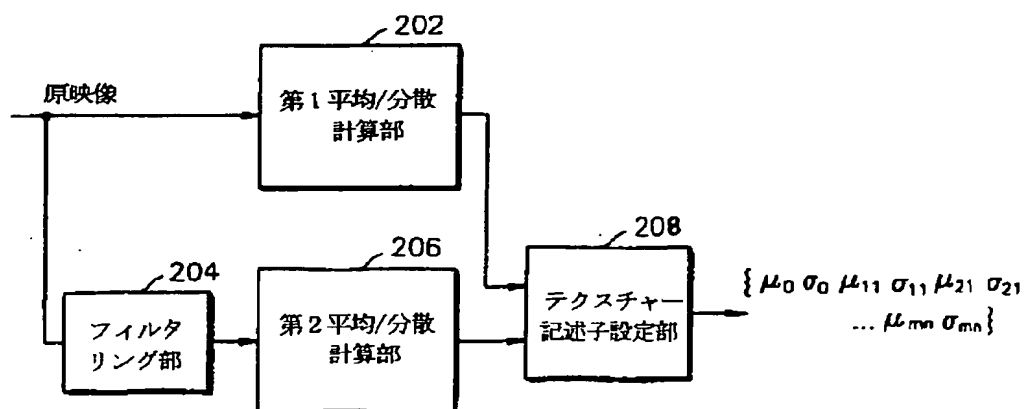 202
原映像
第1平均/分散
計算部
204
フィルタ
リング部
206
第2平均/分散
計算部
208
テクスチャー
記述子設定部
{ μ0 σ0 μ11 σ11 μ21 σ21
... μmn σmn}